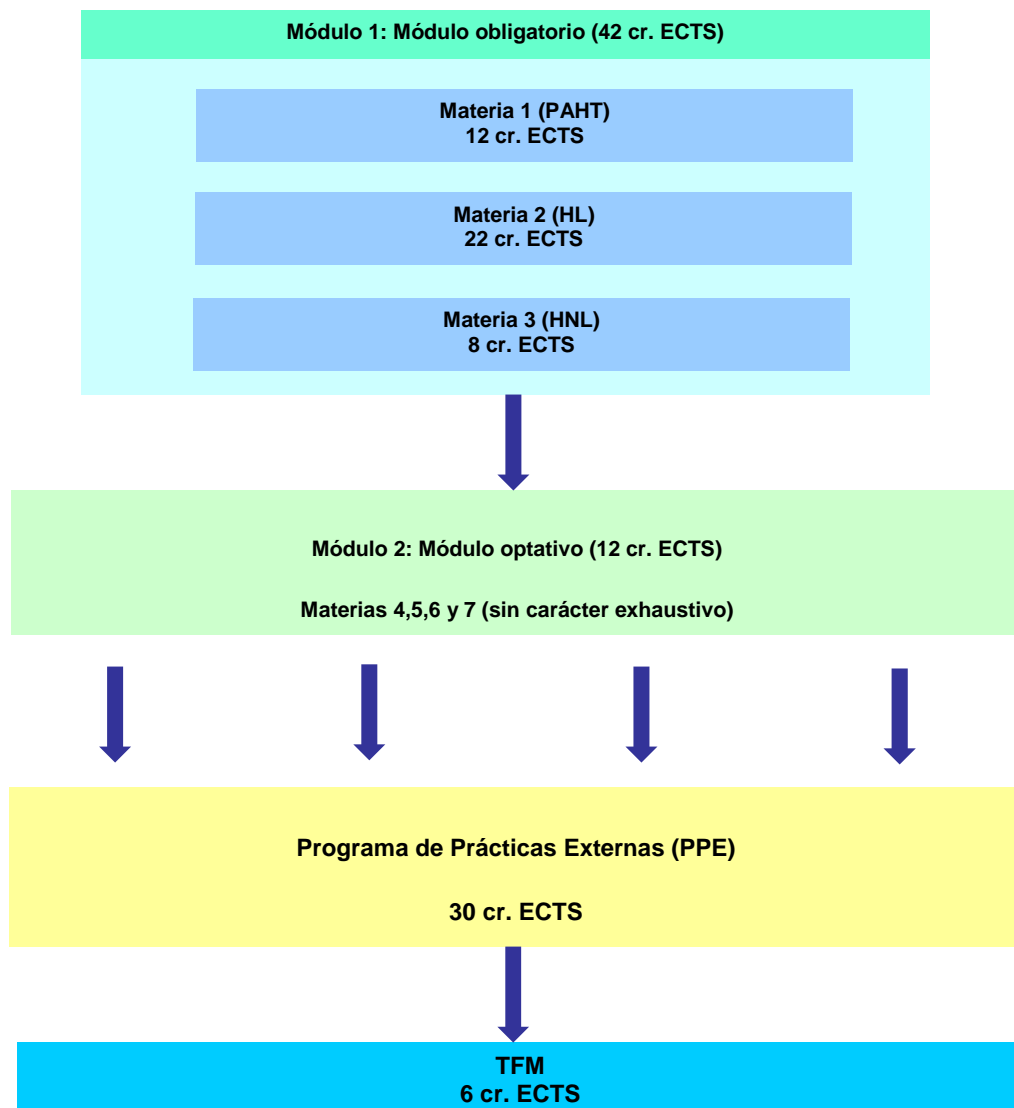 Módulo 1: Módulo obligatorio (42 cr. ECTS)
Materia 1 (PAHT)
12 cr. ECTS
Materia 2 (HL)
22 cr. ECTS
Materia 3 (HNL)
8 cr. ECTS
Módulo 2: Módulo optativo (12 cr. ECTS)
Materias 4,5,6 y 7 (sin carácter exhaustivo)
Programa de Prácticas Externas (PPE)
30 cr. ECTS
TFM
6 cr. ECTS